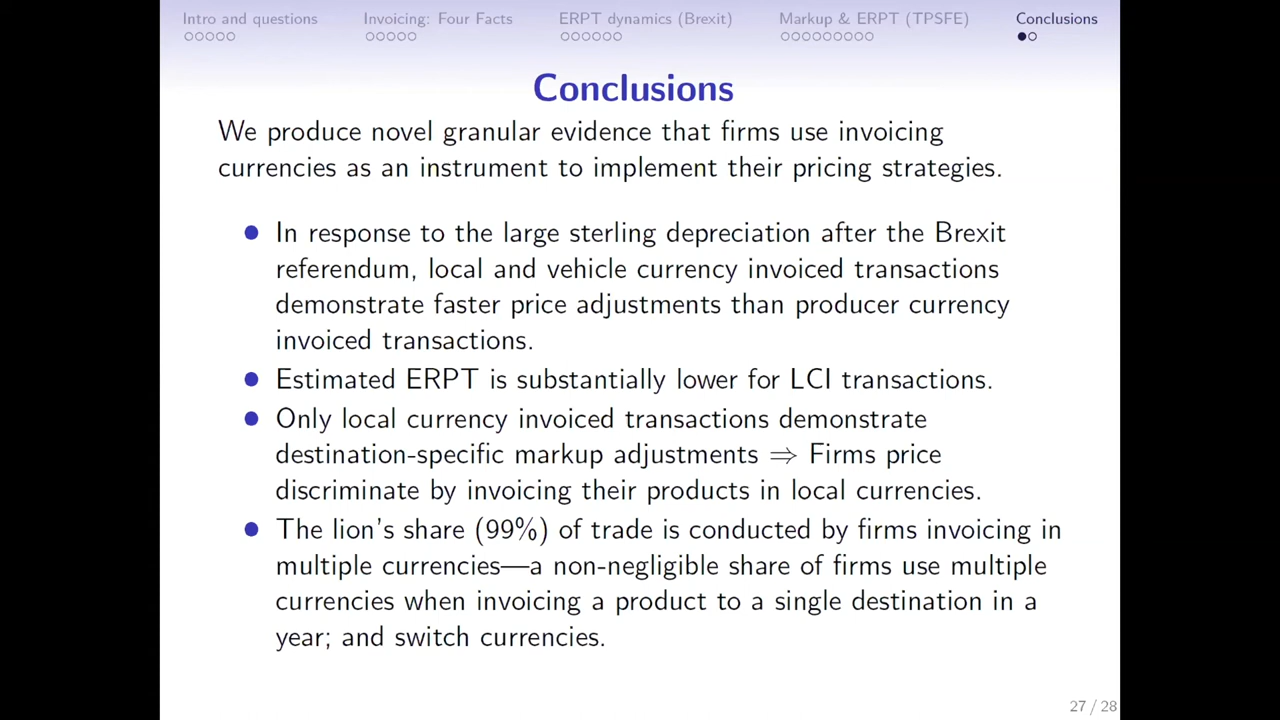 Intro and questions Invoicing: Four Facts ERPT dynamics (Brexit) Markup & ERPT (TPSFE) Conclusions
Conclusions
We produce novel granular evidence that firms use invoicing
currencies as an instrument to implement their pricing strategies.
In response to the large sterling depreciation after the Brexit
referendum, local and vehicle currency invoiced transactions
demonstrate faster price adjustments than producer currency
invoiced transactions.
Estimated ERPT is substantially lower for LCI transactions.
Only local currency invoiced transactions demonstrate
destination-specific markup adjustments ⇒ Firms price
discriminate by invoicing their products in local currencies.
The lion's share (99%) of trade is conducted by firms invoicing in
multiple currencies—a non-negligible share of firms use multiple
currencies when invoicing a product to a single destination in a
year; and switch currencies.
27 / 28